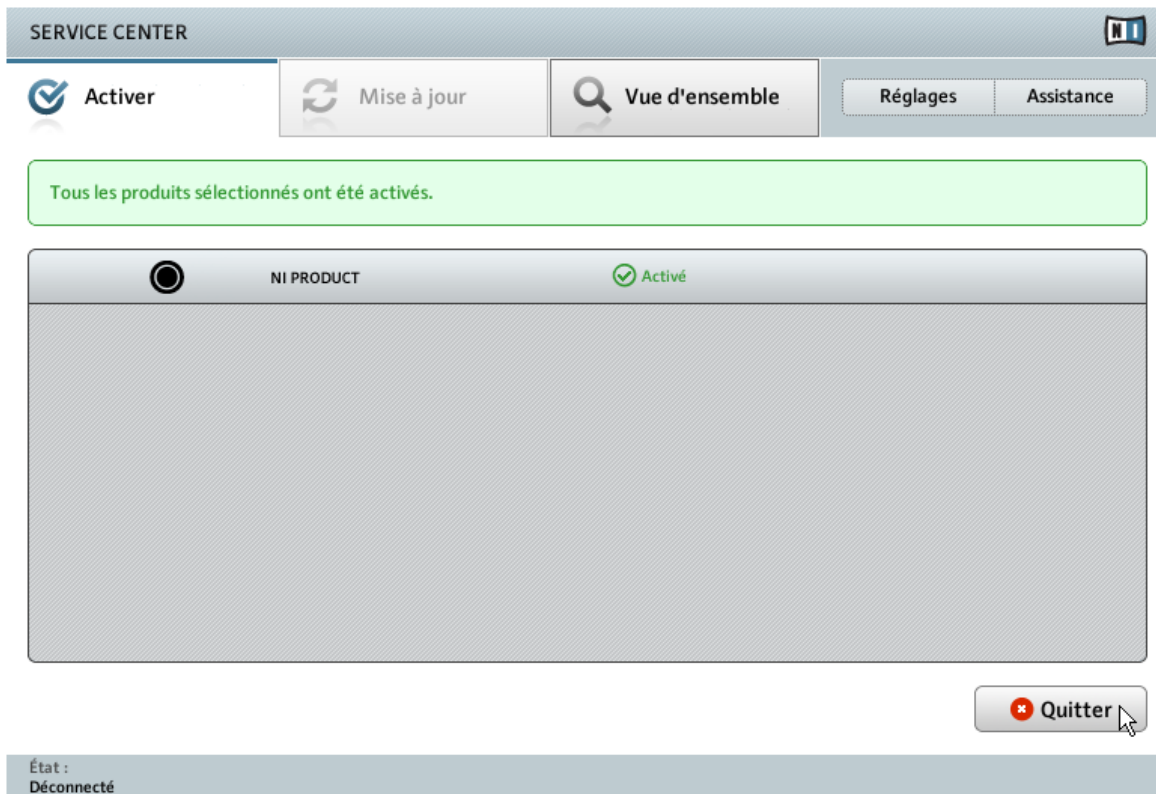 SERVICE CENTER
NI
Activer
Mise à jour
Vue d'ensemble
Réglages
Assistance
Tous les produits sélectionnés ont été activés.
NI PRODUCT
Activé
Quitter
État :
Déconnecté